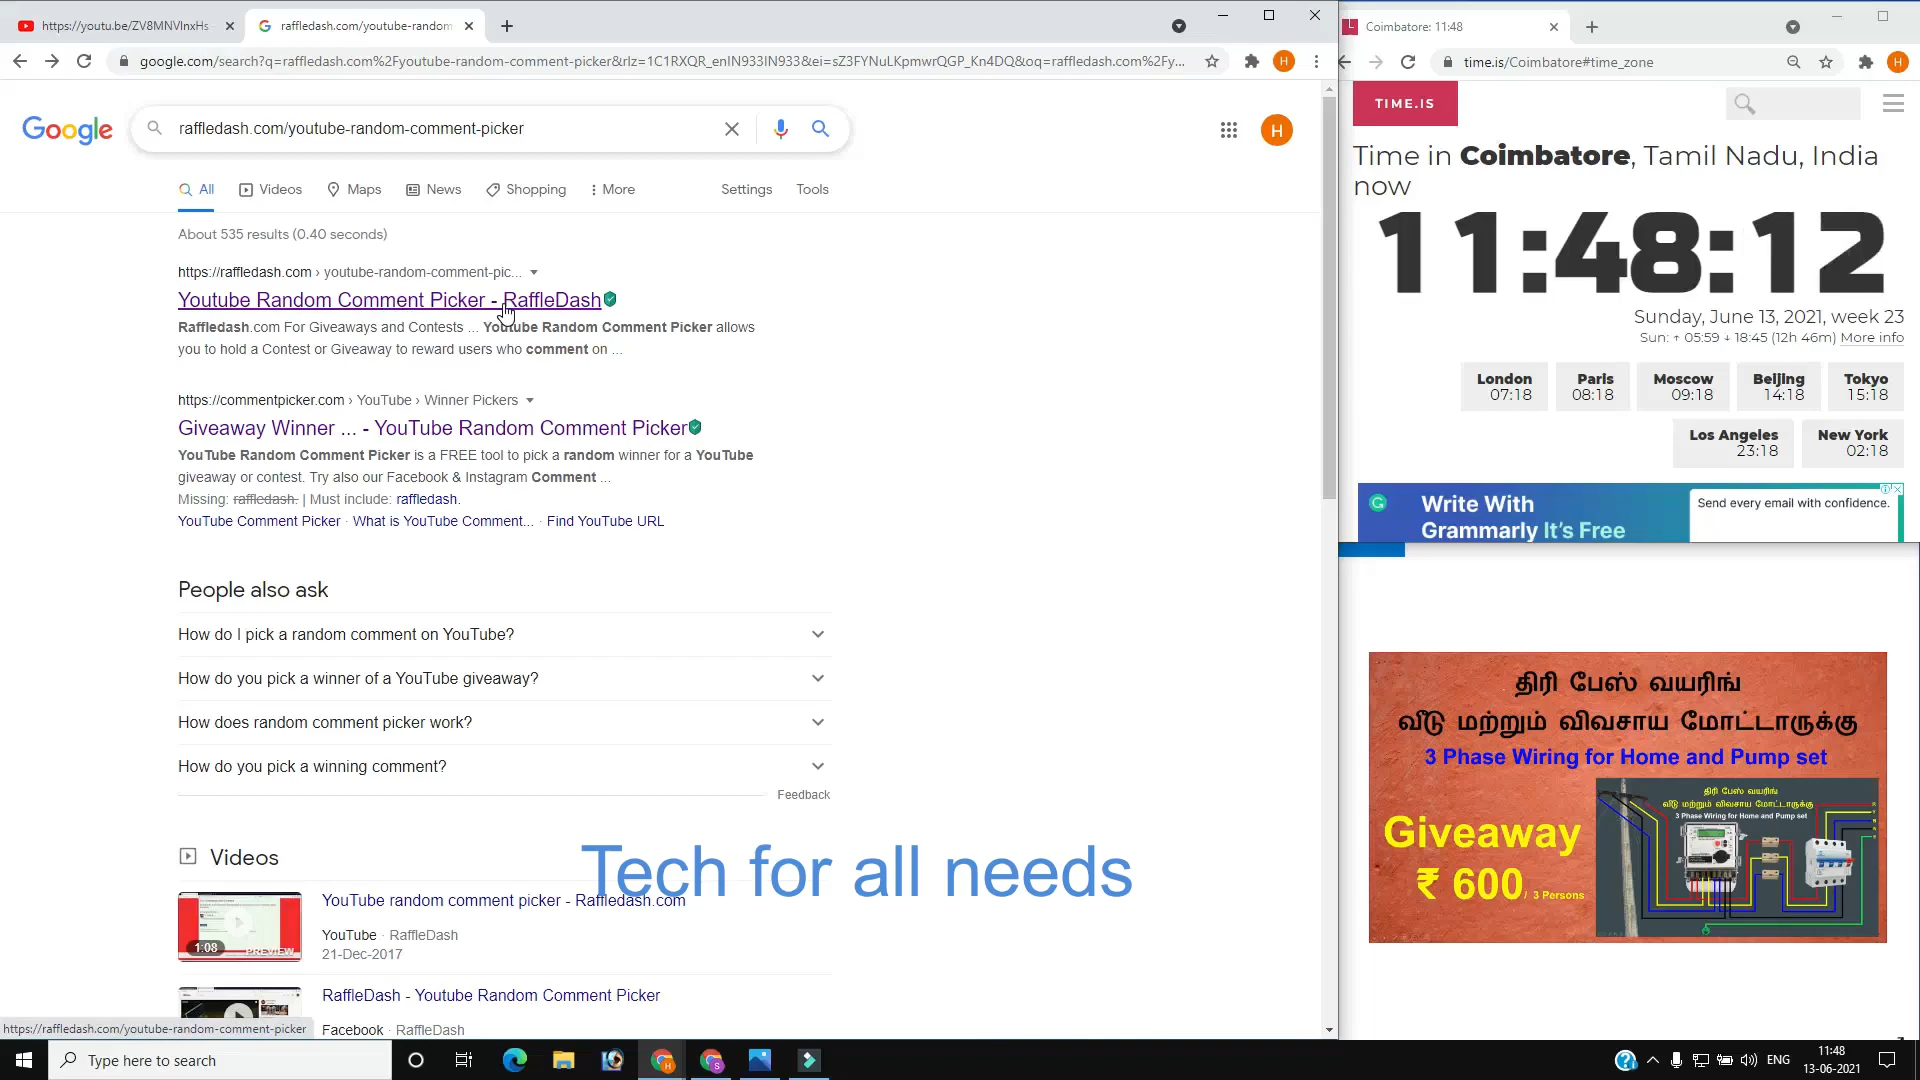 https://youtu.be/ZV8MNVlnxHs
raffledash.com/youtube-random
google.com/search?q=raffledash.com%2Fyoutube-random-comment-picker&rlz=1C1RXQR_enIN933IN933&ei=sZ3FYNuLKpmwrQGP_Kn4DQ&oq=raffledash.com%2Fy...
H
Google
raffledash.com/youtube-random-comment-picker
H
All Videos Maps News Shopping More Settings Tools
About 535 results (0.40 seconds)
https://raffledash.com › youtube-random-comment-pic...
Youtube Random Comment Picker - RaffleDash
Raffledash.com For Giveaways and Contests ... Youtube Random Comment Picker allows
you to hold a Contest or Giveaway to reward users who comment on ...
https://commentpicker.com › YouTube › Winner Pickers
Giveaway Winner ... - YouTube Random Comment Picker
YouTube Random Comment Picker is a FREE tool to pick a random winner for a YouTube
giveaway or contest. Try also our Facebook & Instagram Comment ...
Missing: raffledash. | Must include: raffledash.
YouTube Comment Picker · What is YouTube Comment... · Find YouTube URL
People also ask
How do I pick a random comment on YouTube?
How do you pick a winner of a YouTube giveaway?
How does random comment picker work?
How do you pick a winning comment?
Feedback
Videos
Tech for all needs
YouTube random comment picker - Raffledash.com
YouTube · RaffleDash
21-Dec-2017
1:08
PREVIEW
RaffleDash - Youtube Random Comment Picker
Facebook · RaffleDash
https://raffledash.com/youtube-random-comment-picker
Coimbatore: 11:48
time.is/Coimbatore#time_zone
H
TIME.IS
Time in Coimbatore, Tamil Nadu, India
now
11:48:12
Sunday, June 13, 2021, week 23
Sun: ↑ 05:59 ↓ 18:45 (12h 46m) More info
London
07:18
Paris
08:18
Moscow
09:18
Beijing
14:18
Tokyo
15:18
Los Angeles
23:18
New York
02:18
Write With
Grammarly It's Free
Send every email with confidence.
திரி பேஸ் வயரிங்
வீடு மற்றும் விவசாய மோட்டாருக்கு
3 Phase Wiring for Home and Pump set
Giveaway
₹ 600/ 3 Persons
திரி பேஸ் வயரிங்
வீடு மற்றும் விவசாய மோட்டாருக்கு
3 Phase Wiring for Home and Pump set
Type here to search
ENG
11:48
13-06-2021